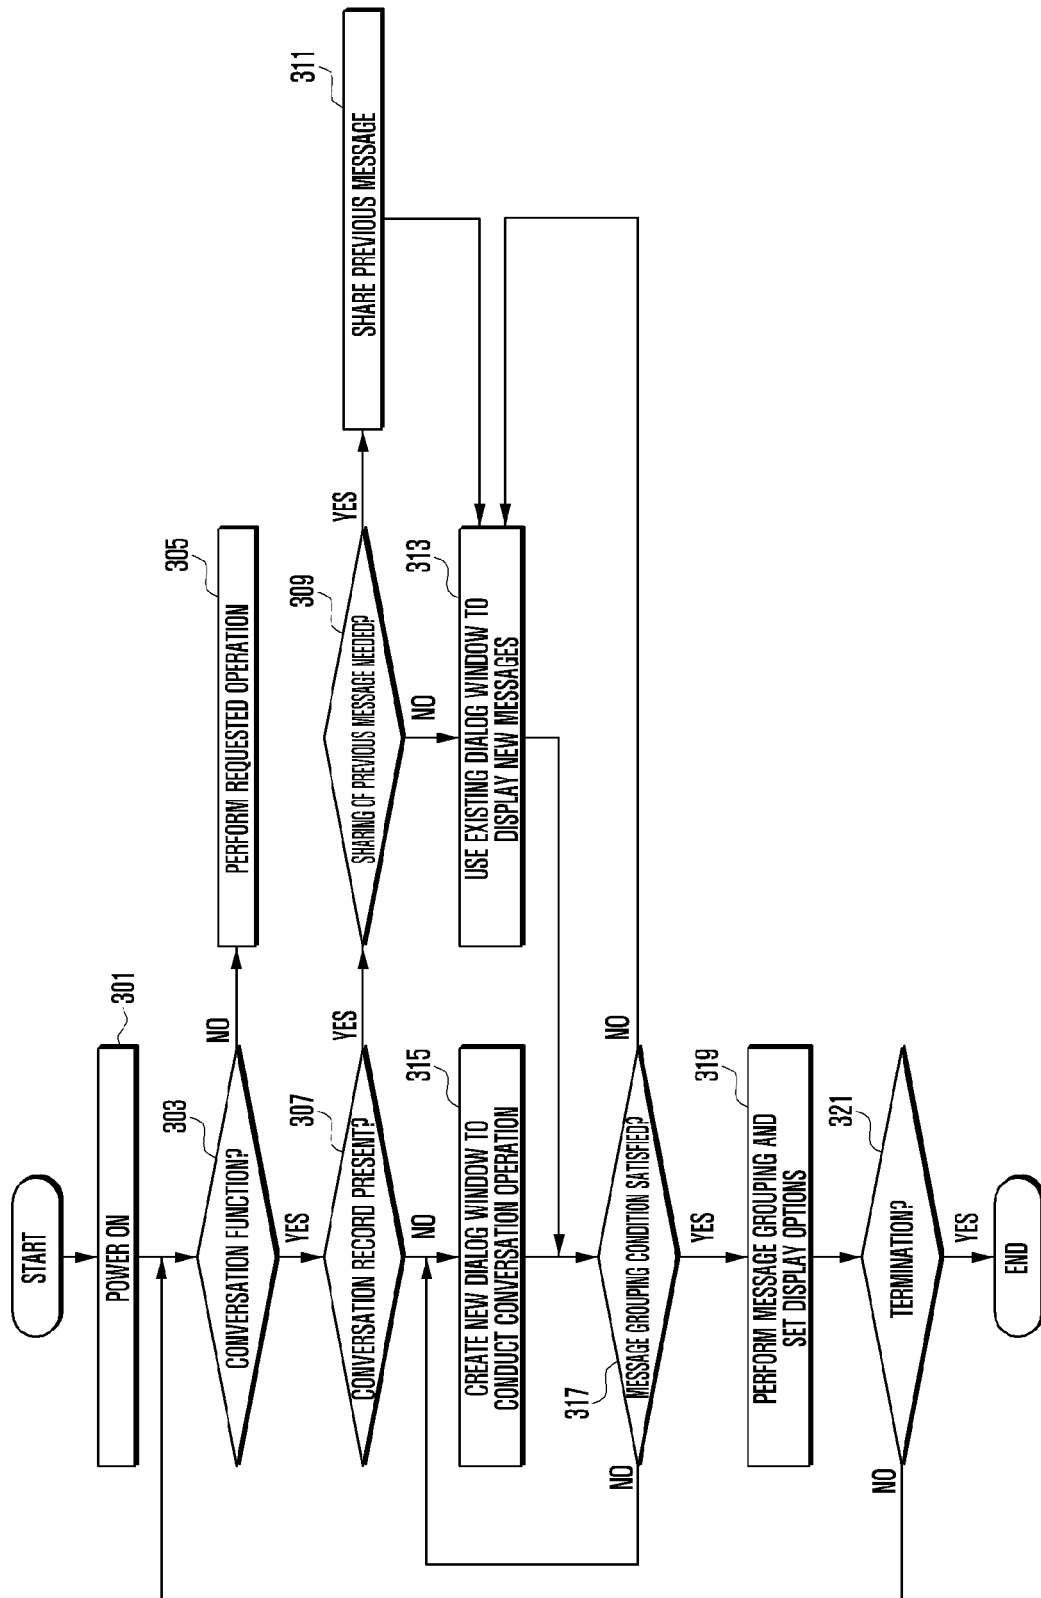 START
301
POWER ON
303
CONVERSATION FUNCTION?
NO
305
PERFORM REQUESTED OPERATION
YES
307
CONVERSATION RECORD PRESENT?
YES
309
SHARING OF PREVIOUS MESSAGE NEEDED?
YES
311
SHARE PREVIOUS MESSAGE
NO
NO
315
CREATE NEW DIALOG WINDOW TO
CONDUCT CONVERSATION OPERATION
313
USE EXISTING DIALOG WINDOW TO
DISPLAY NEW MESSAGES
317
MESSAGE GROUPING CONDITION SATISFIED?
NO
NO
YES
319
PERFORM MESSAGE GROUPING AND
SET DISPLAY OPTIONS
321
TERMINATION?
NO
YES
END